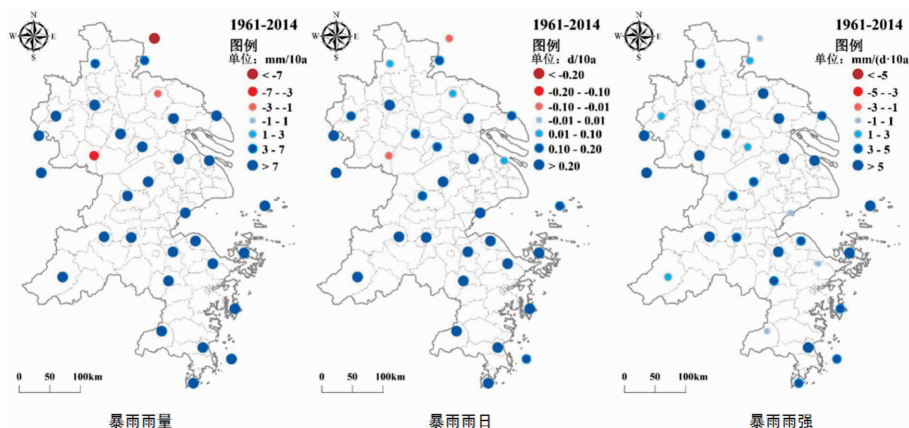 N
W E
S
1961-2014
图例
单位：mm/10a
< -7
-7 - -3
-3 - -1
-1 - 1
1 - 3
3 - 7
> 7
0 50 100km
暴雨雨量
N
W E
S
1961-2014
图例
单位：d/10a
< -0.20
-0.20 - -0.10
-0.10 - -0.01
-0.01 - 0.01
0.01 - 0.10
0.10 - 0.20
> 0.20
0 50 100km
暴雨雨日
N
W E
S
1961-2014
图例
单位：mm/(d·10a)
< -5
-5 - -3
-3 - -1
-1 - 1
1 - 3
3 - 5
> 5
0 50 100km
暴雨雨强